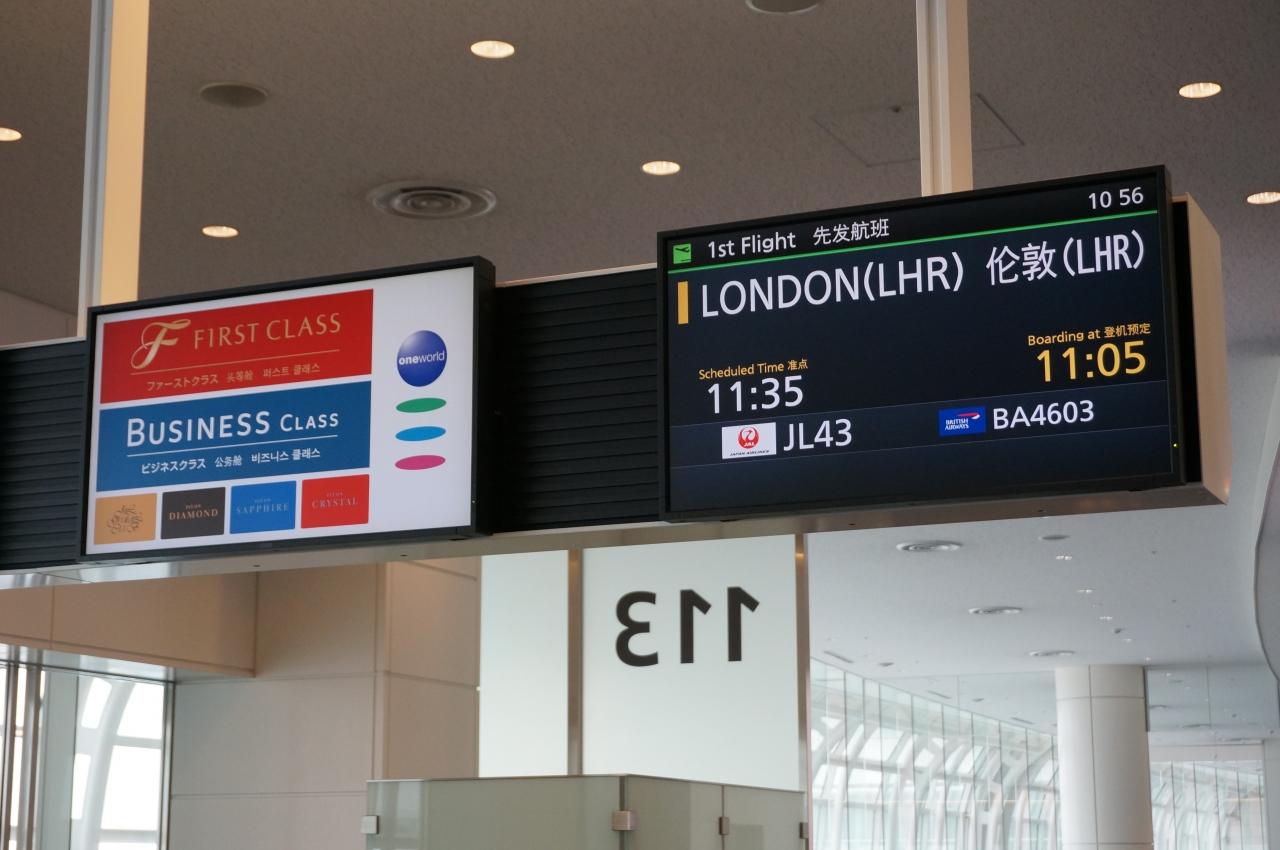 F FIRST CLASS
ファーストクラス 头等舱 퍼스트 클래스
BUSINESS CLASS
ビジネスクラス 公务舱 비즈니스 클래스
DIAMOND
SAPPHIRE
CRYSTAL
oneworld
1st Flight 先发航班 10 56
LONDON(LHR) 伦敦(LHR)
Scheduled Time 准点
11:35
Boarding at 登机预定
11:05
JAL
JAPAN AIRLINES
JL43
BRITISH AIRWAYS
BA4603
113